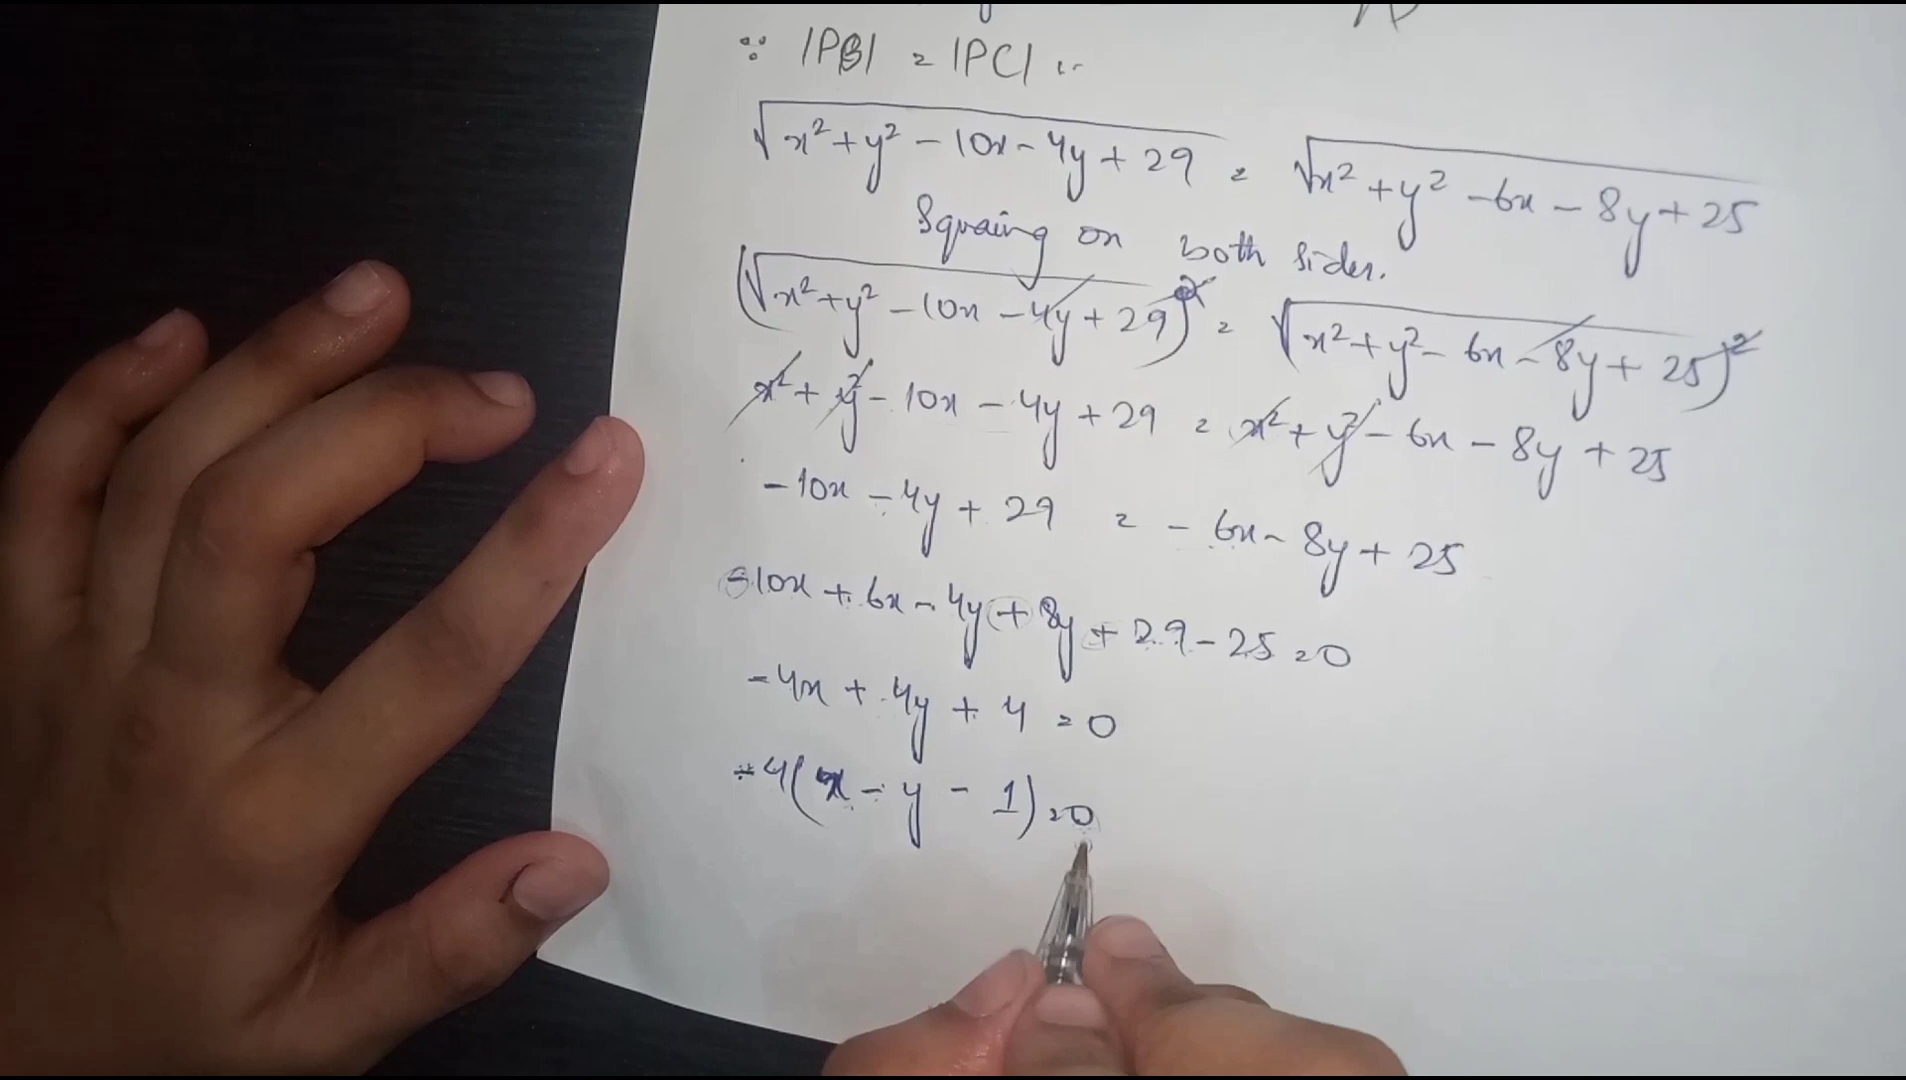 ∵ |PB| = |PC| ∴
√x² + y² - 10x - 4y + 29 = √x² + y² - 6x - 8y + 25
Squaing on both sides.
(√x² + y² - 10x - 4y + 29)² = √x² + y² - 6x - 8y + 25)²
x² + y² - 10x - 4y + 29 = x² + y² - 6x - 8y + 25
- 10x - 4y + 29 = - 6x - 8y + 25
-10x + 6x - 4y + 8y + 29 - 25 = 0
- 4x + 4y + 4 = 0
-4(x - y - 1) = 0